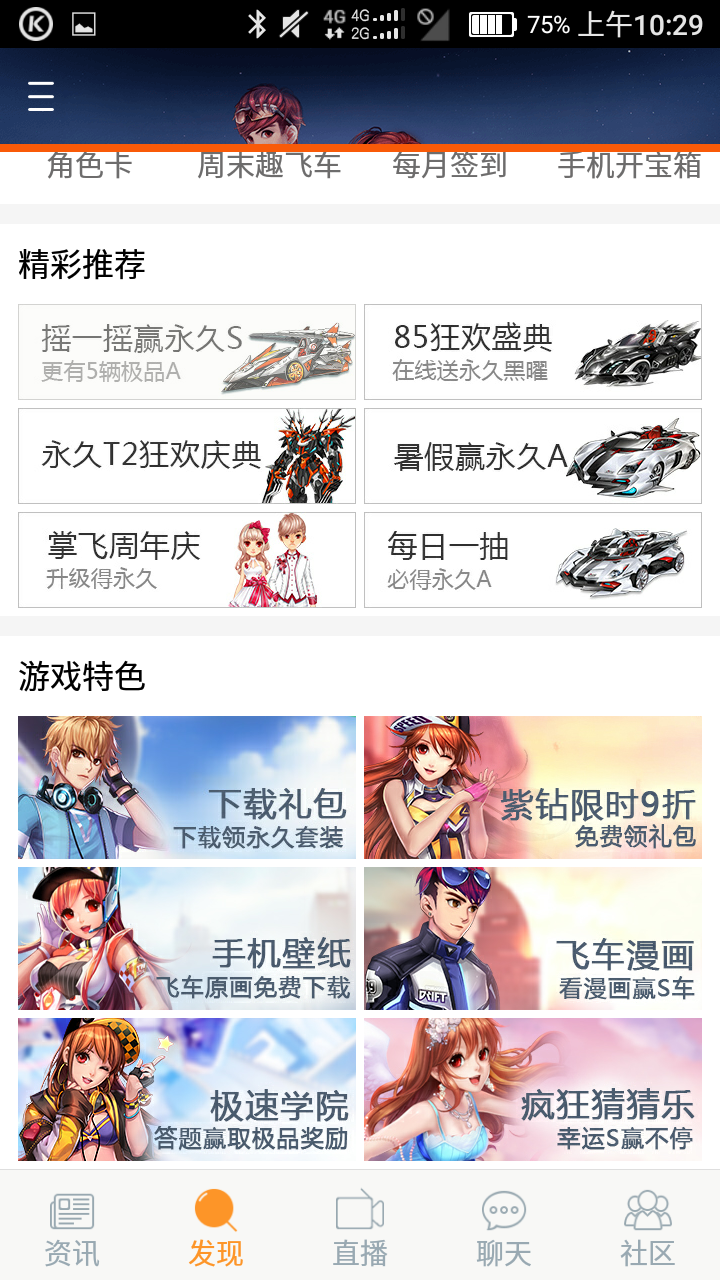 K 4G 4G 2G 75% 上午10:29
角色卡 周末趣飞车 每月签到 手机开宝箱
精彩推荐
摇一摇赢永久S
更有5辆极品A
85狂欢盛典
在线送永久黑曜
永久T2狂欢庆典
暑假赢永久A
掌飞周年庆
升级得永久
每日一抽
必得永久A
游戏特色
下载礼包
下载领永久套装
SPEED
紫钻限时9折
免费领礼包
手机壁纸
飞车原画免费下载
DRIFT
飞车漫画
看漫画赢S车
极速学院
答题赢取极品奖励
疯狂猜猜乐
幸运S赢不停
资讯 发现 直播 聊天 社区